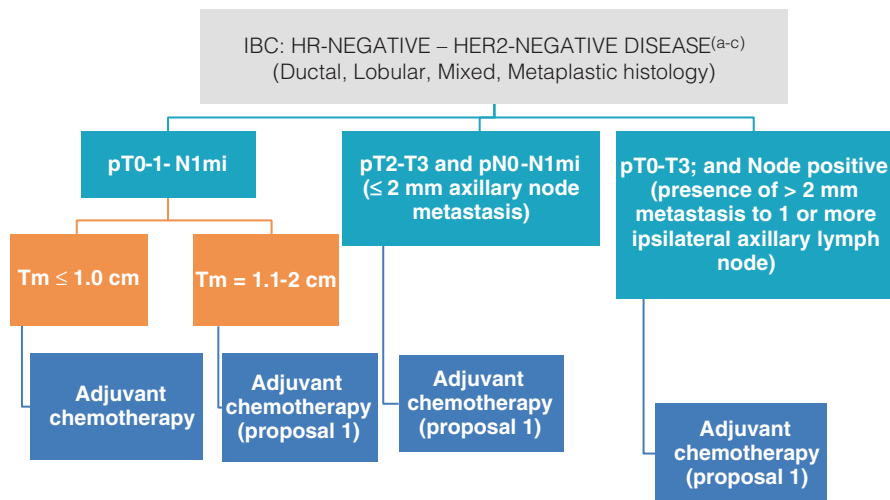 IBC: HR-NEGATIVE – HER2-NEGATIVE DISEASE(a-c)
(Ductal, Lobular, Mixed, Metaplastic histology)
pT0-1- N1mi
pT2-T3 and pN0-N1mi
(≤ 2 mm axillary node
metastasis)
pT0-T3; and Node positive
(presence of > 2 mm
metastasis to 1 or more
ipsilateral axillary lymph
node)
Tm ≤ 1.0 cm
Tm = 1.1-2 cm
Adjuvant
chemotherapy
Adjuvant
chemotherapy
(proposal 1)
Adjuvant
chemotherapy
(proposal 1)
Adjuvant
chemotherapy
(proposal 1)